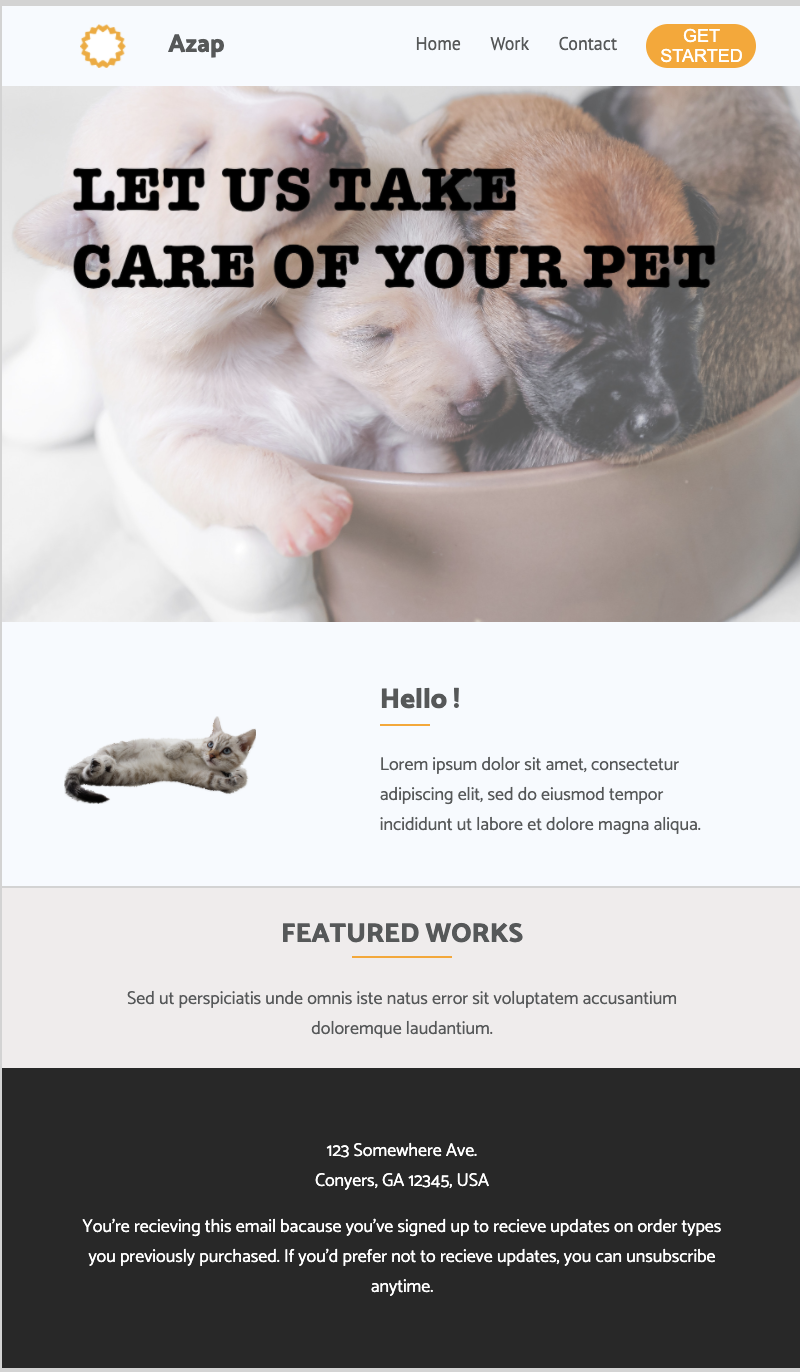 Azap
Home Work Contact
GET
STARTED
LET US TAKE
CARE OF YOUR PET
Hello !
Lorem ipsum dolor sit amet, consectetur
adipiscing elit, sed do eiusmod tempor
incididunt ut labore et dolore magna aliqua.
FEATURED WORKS
Sed ut perspiciatis unde omnis iste natus error sit voluptatem accusantium
doloremque laudantium.
123 Somewhere Ave.
Conyers, GA 12345, USA
You’re recieving this email bacause you’ve signed up to recieve updates on order types
you previously purchased. If you’d prefer not to recieve updates, you can unsubscribe
anytime.